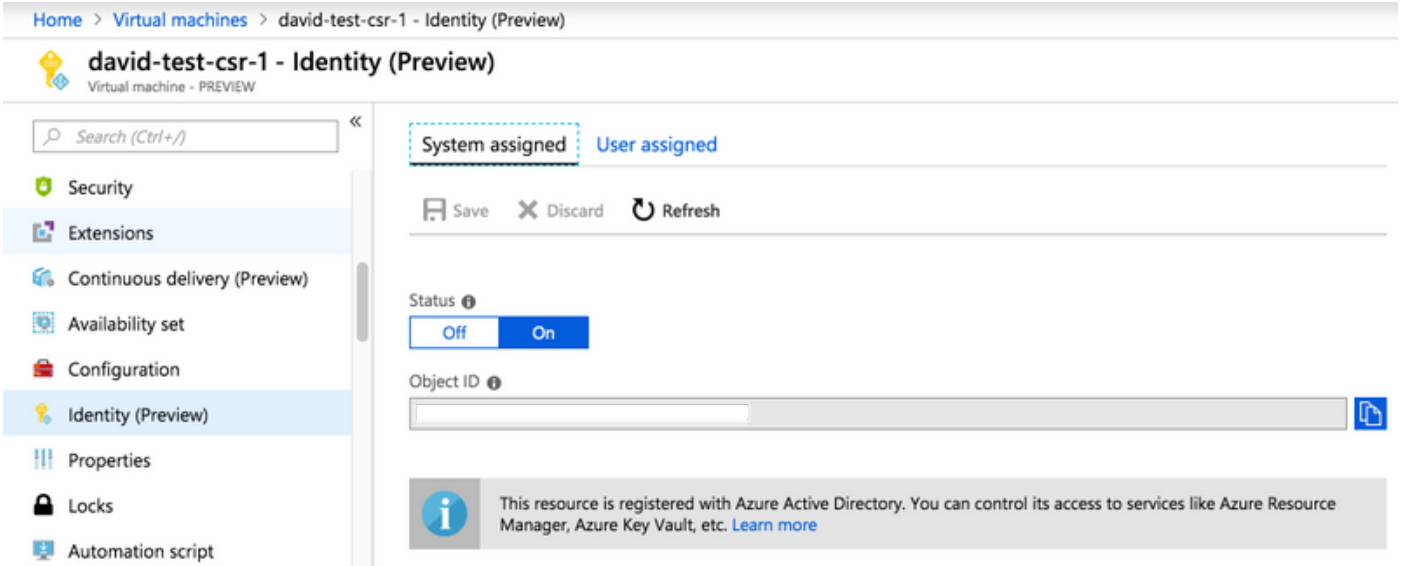 Home > Virtual machines > david-test-csr-1 - Identity (Preview)
david-test-csr-1 - Identity (Preview)
Virtual machine - PREVIEW
Search (Ctrl+/)
«
Security
Extensions
Continuous delivery (Preview)
Availability set
Configuration
Identity (Preview)
Properties
Locks
Automation script
System assigned User assigned
Save Discard Refresh
Status
Off On
Object ID
This resource is registered with Azure Active Directory. You can control its access to services like Azure Resource
Manager, Azure Key Vault, etc. Learn more